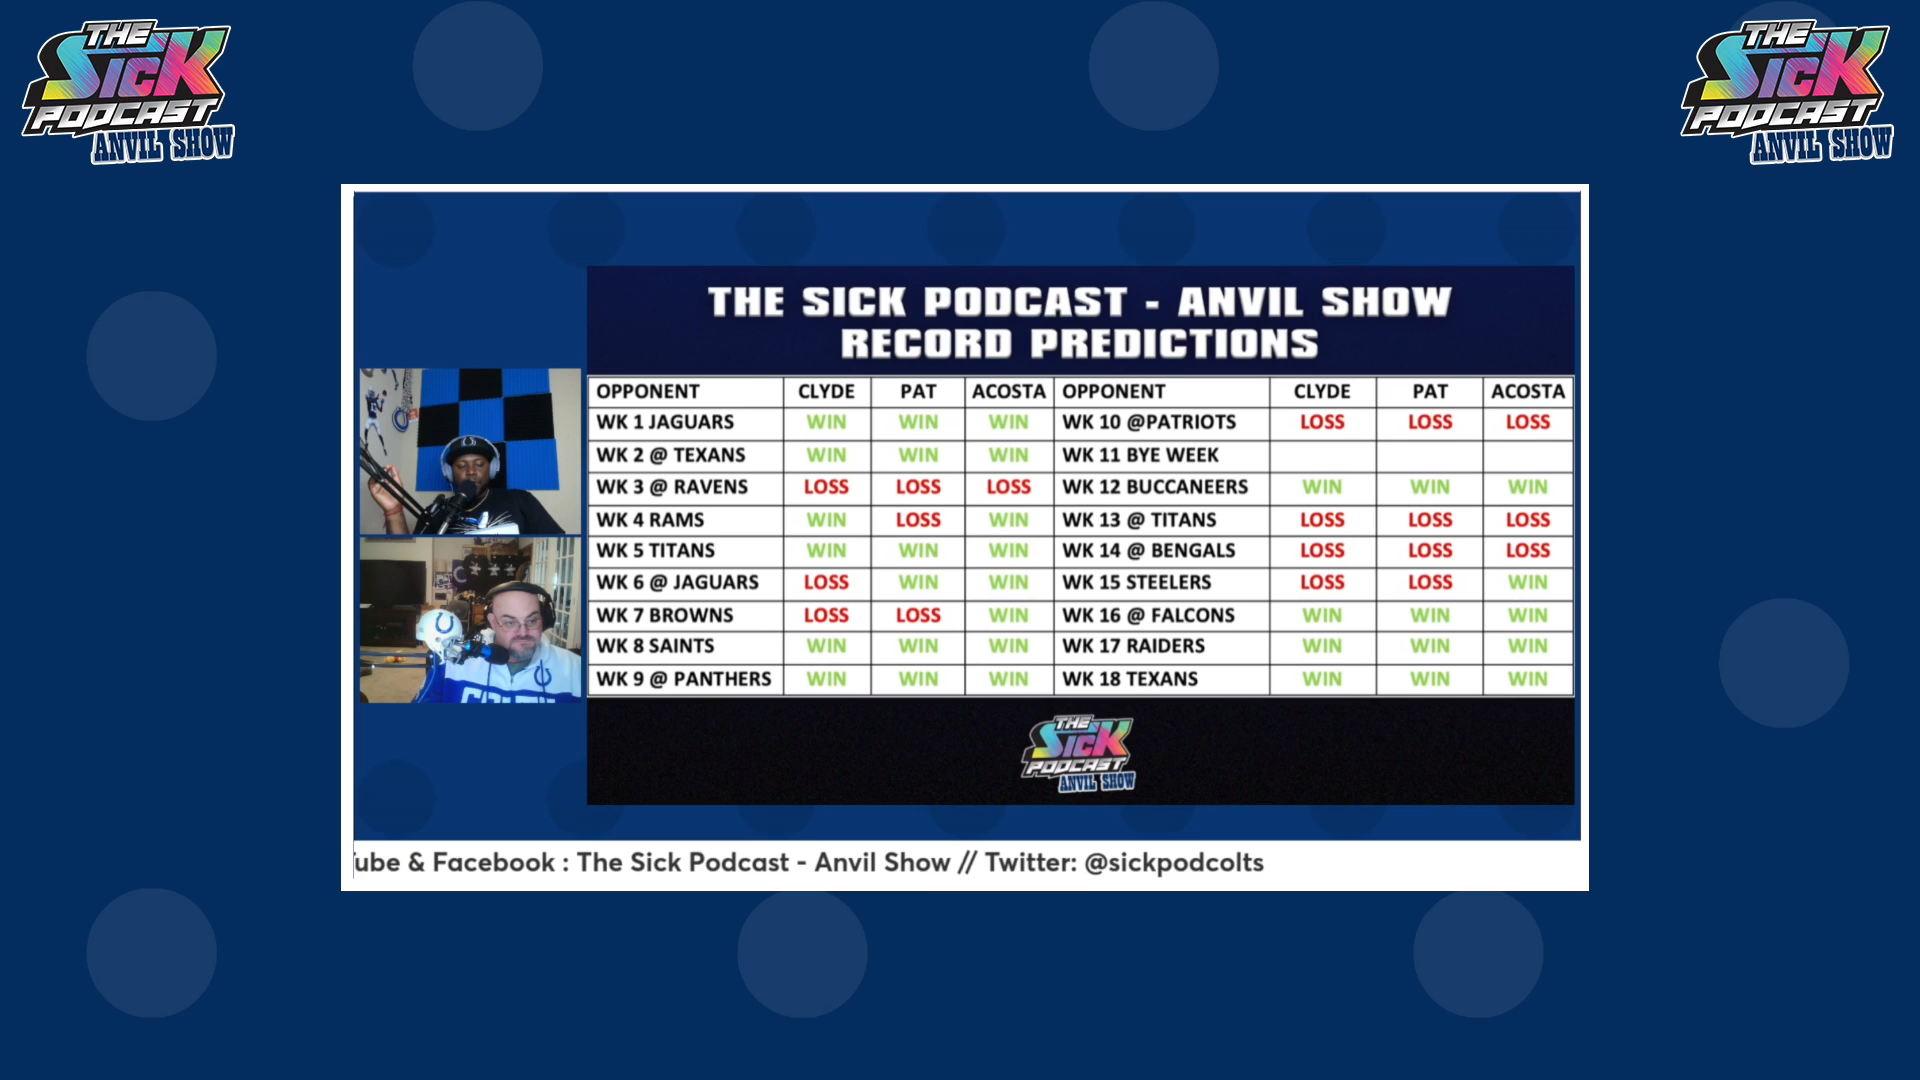 THE SICK PODCAST ANVIL SHOW
THE SICK PODCAST ANVIL SHOW
THE SICK PODCAST - ANVIL SHOW
RECORD PREDICTIONS
OPPONENT CLYDE PAT ACOSTA OPPONENT CLYDE PAT ACOSTA
WK 1 JAGUARS WIN WIN WIN WK 10 @PATRIOTS LOSS LOSS LOSS
WK 2 @ TEXANS WIN WIN WIN WK 11 BYE WEEK
WK 3 @ RAVENS LOSS LOSS LOSS WK 12 BUCCANEERS WIN WIN WIN
WK 4 RAMS WIN LOSS WIN WK 13 @ TITANS LOSS LOSS LOSS
WK 5 TITANS WIN WIN WIN WK 14 @ BENGALS LOSS LOSS LOSS
WK 6 @ JAGUARS LOSS WIN WIN WK 15 STEELERS LOSS LOSS WIN
WK 7 BROWNS LOSS LOSS WIN WK 16 @ FALCONS WIN WIN WIN
WK 8 SAINTS WIN WIN WIN WK 17 RAIDERS WIN WIN WIN
WK 9 @ PANTHERS WIN WIN WIN WK 18 TEXANS WIN WIN WIN
THE SICK PODCAST ANVIL SHOW
ube & Facebook : The Sick Podcast - Anvil Show // Twitter: @sickpodcolts